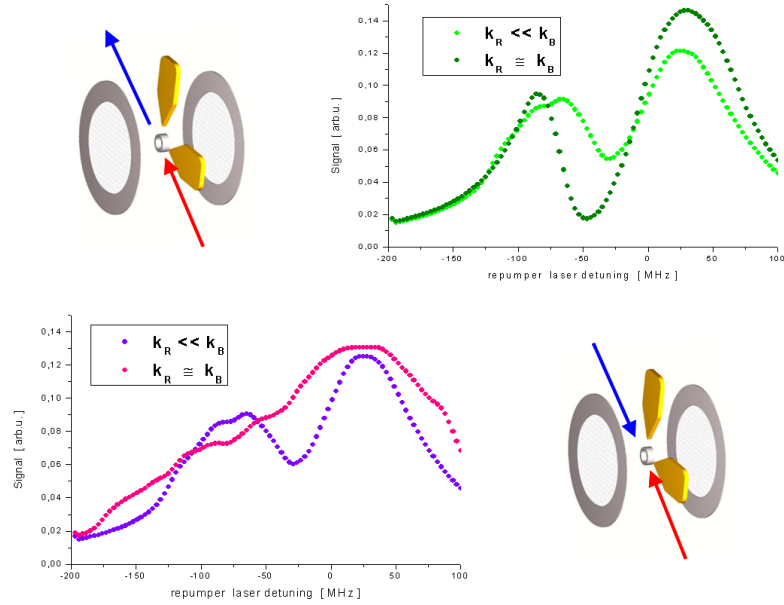 0,14
0,12
0,10
0,08
0,06
0,04
0,02
0,00
Signal [ arb.u. ]
k_R << k_B
k_R ≅ k_B
-200 -150 -100 -50 0 50 100
repumper laser detuning [ MHz ]
0,14
0,12
0,10
0,08
0,06
0,04
0,02
0,00
Signal [ arb.u. ]
k_R << k_B
k_R ≅ k_B
-200 -150 -100 -50 0 50 100
repumper laser detuning [ MHz ]